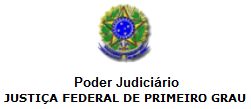 Poder Judiciário
JUSTIÇA FEDERAL DE PRIMEIRO GRAU